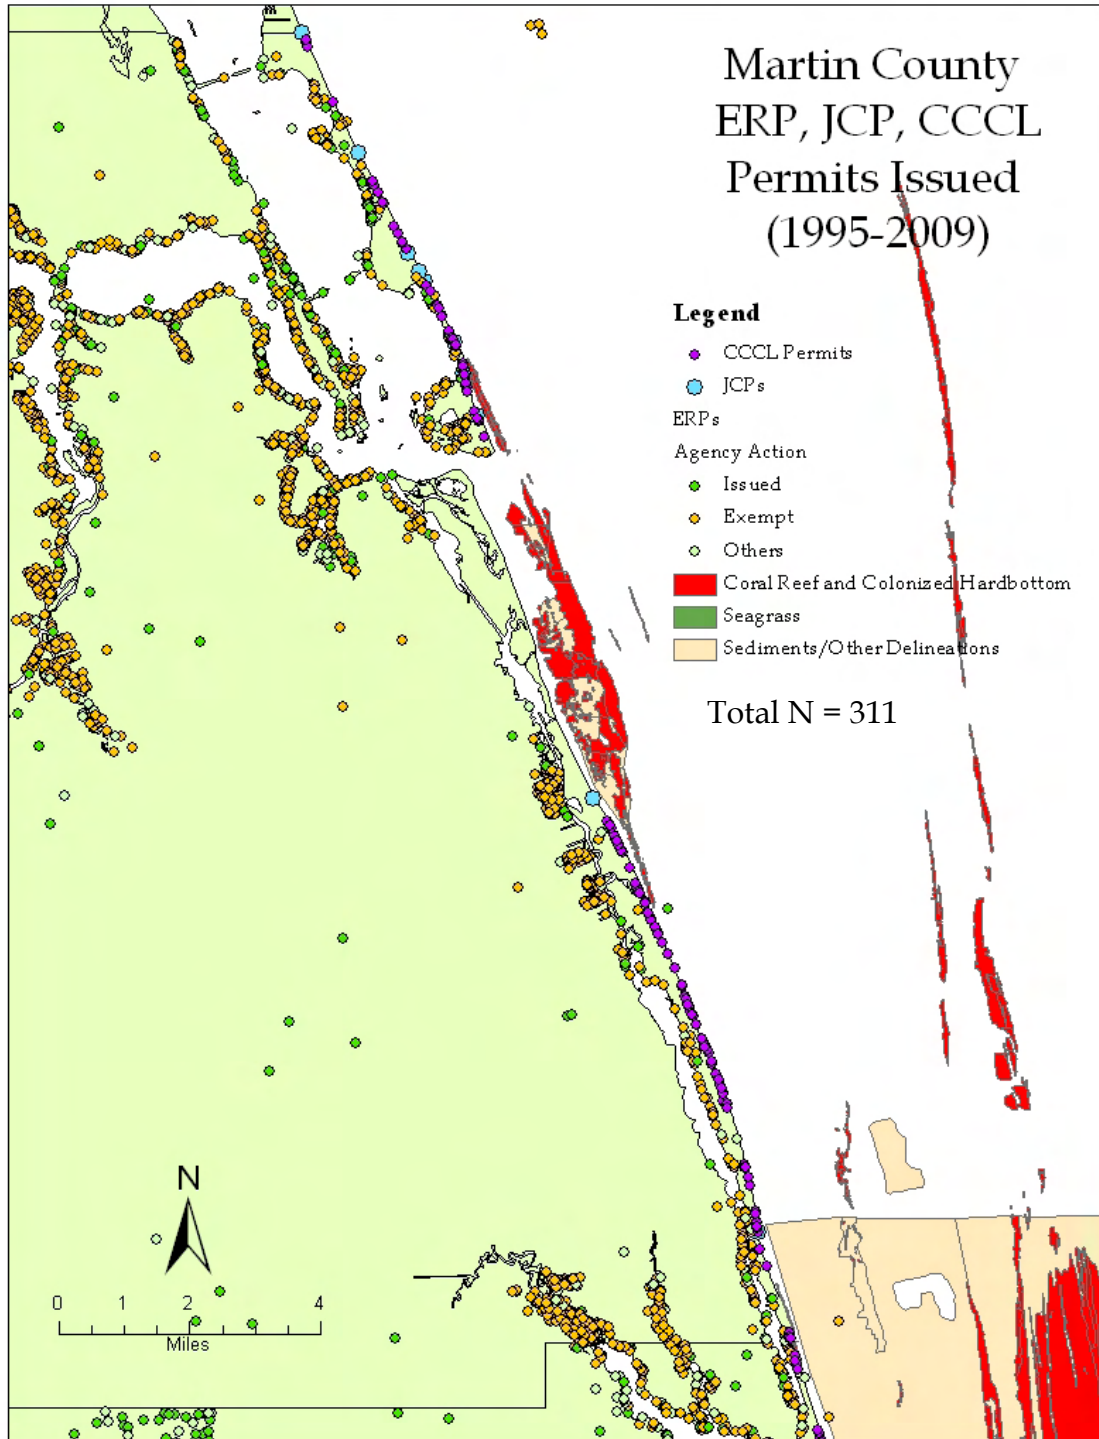 Martin County
ERP, JCP, CCCL
Permits Issued
(1995-2009)
Legend
CCCL Permits
JCPs
ERPs
Agency Action
Issued
Exempt
Others
Coral Reef and Colonized Hardbottom
Seagrass
Sediments/Other Delineations
Total N = 311
N
0 1 2 4
Miles